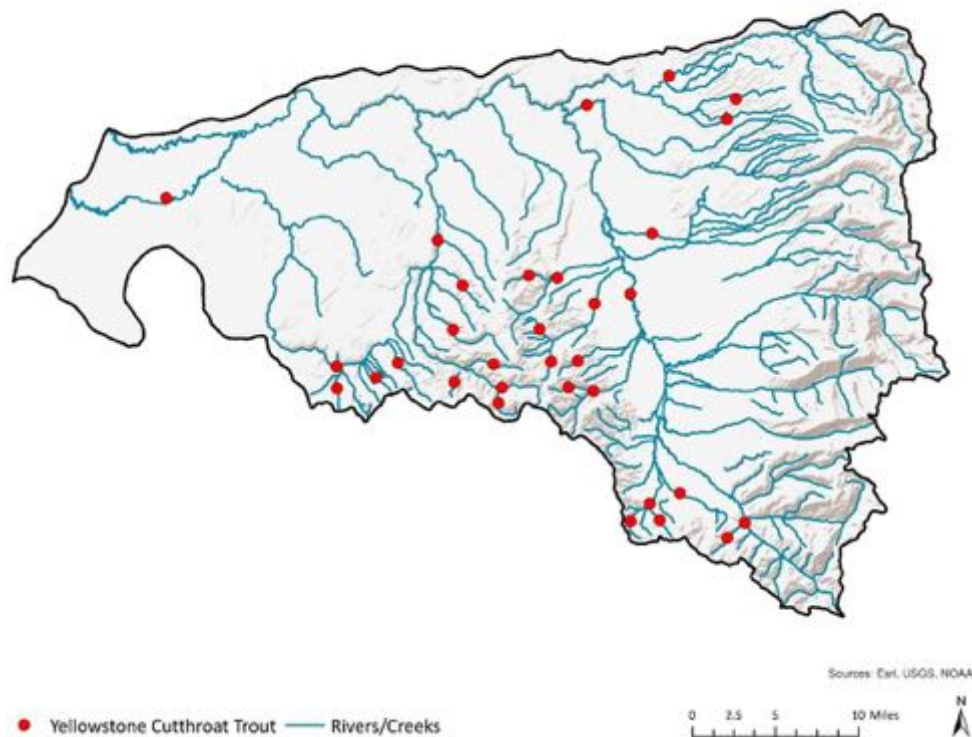 Sources: Esri, USGS, NOAA
Yellowstone Cutthroat Trout Rivers/Creeks
N
0 2.5 5 10 Miles